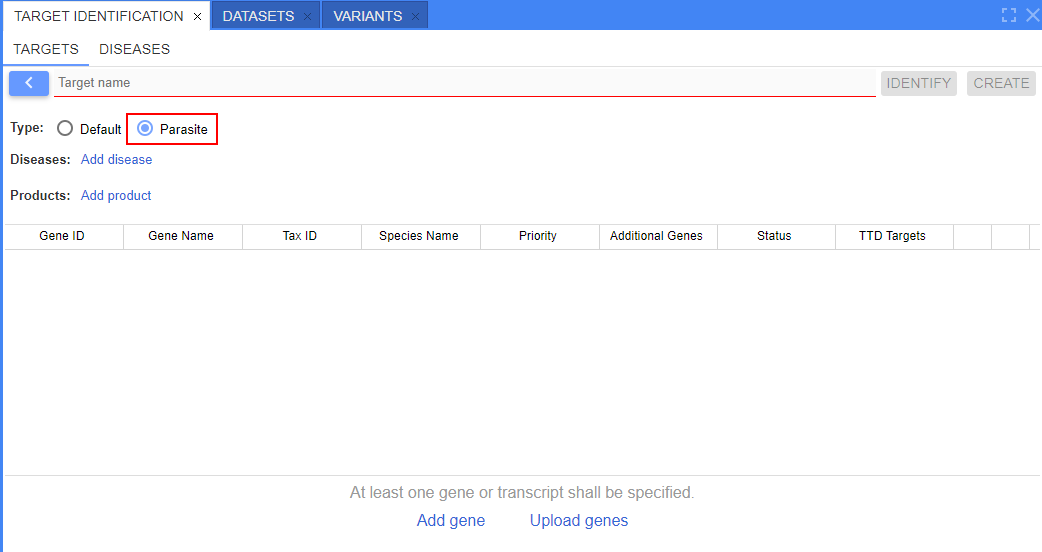 TARGET IDENTIFICATION × DATASETS × VARIANTS ×
TARGETS DISEASES
Target name IDENTIFY CREATE
Type: Default Parasite
Diseases: Add disease
Products: Add product
Gene ID Gene Name Tax ID Species Name Priority Additional Genes Status TTD Targets
At least one gene or transcript shall be specified.
Add gene Upload genes